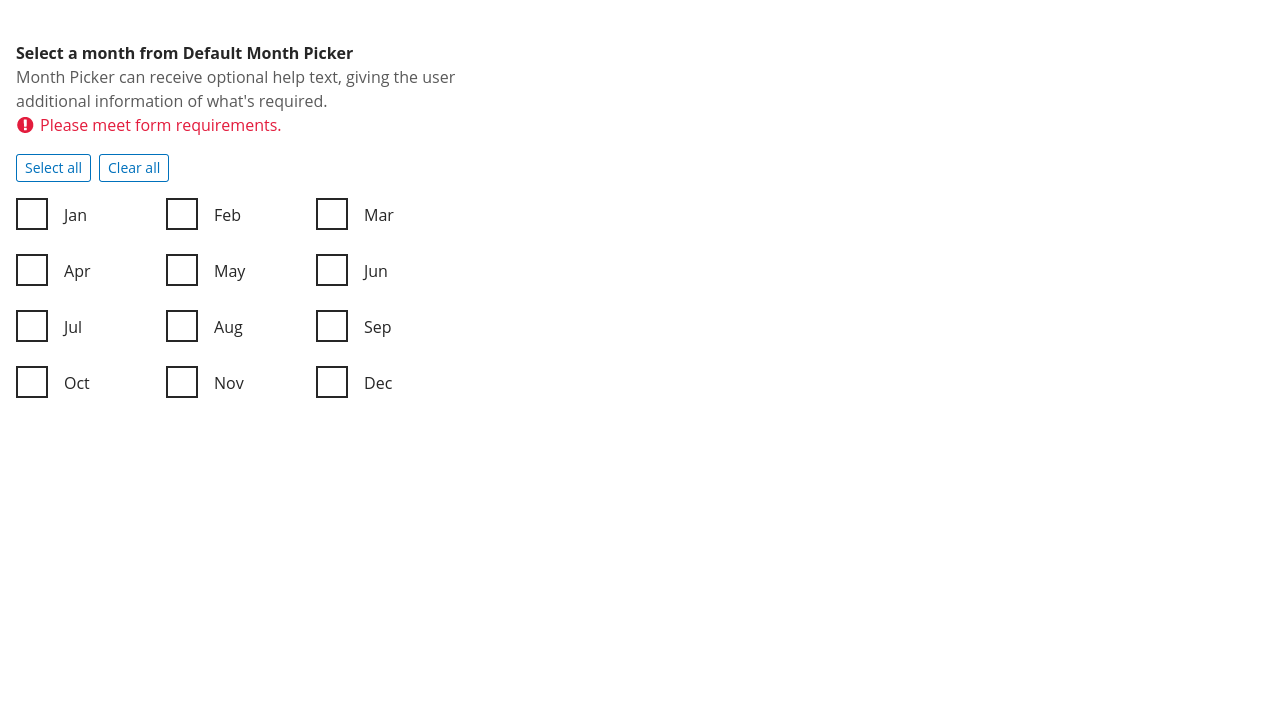 Select a month from Default Month Picker
Month Picker can receive optional help text, giving the user
additional information of what's required.
Please meet form requirements.
Select all Clear all
Jan Feb Mar
Apr May Jun
Jul Aug Sep
Oct Nov Dec